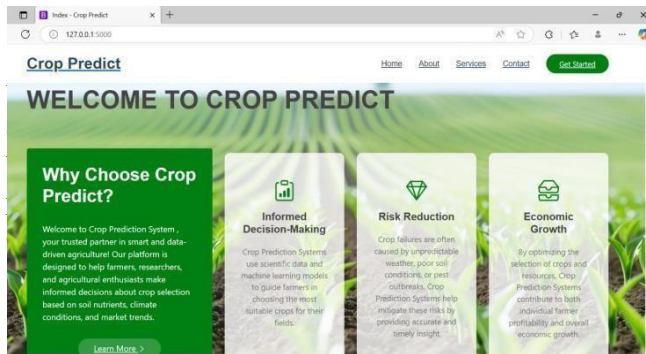 Index - Crop Predict
127.0.0.1:5000
Crop Predict
Home About Services Contact Get Started
WELCOME TO CROP PREDICT
Why Choose Crop
Predict?
Welcome to Crop Prediction System ,
your trusted partner in smart and data-
driven agriculture! Our platform is
designed to help farmers, researchers,
and agricultural enthusiasts make
informed decisions about crop selection
based on soil nutrients, climate
conditions, and market trends.
Learn More >
Informed
Decision-Making
Crop Prediction Systems
use scientific data and
machine learning models
to guide farmers in
choosing the most
suitable crops for their
fields.
Risk Reduction
Crop failures are often
caused by unpredictable
weather, poor soil
conditions, or pest
outbreaks. Crop
Prediction Systems help
mitigate these risks by
providing accurate and
timely insight.
Economic
Growth
By optimizing the
selection of crops and
resources, Crop
Prediction Systems
contribute to both
individual farmer
profitability and overall
economic growth.